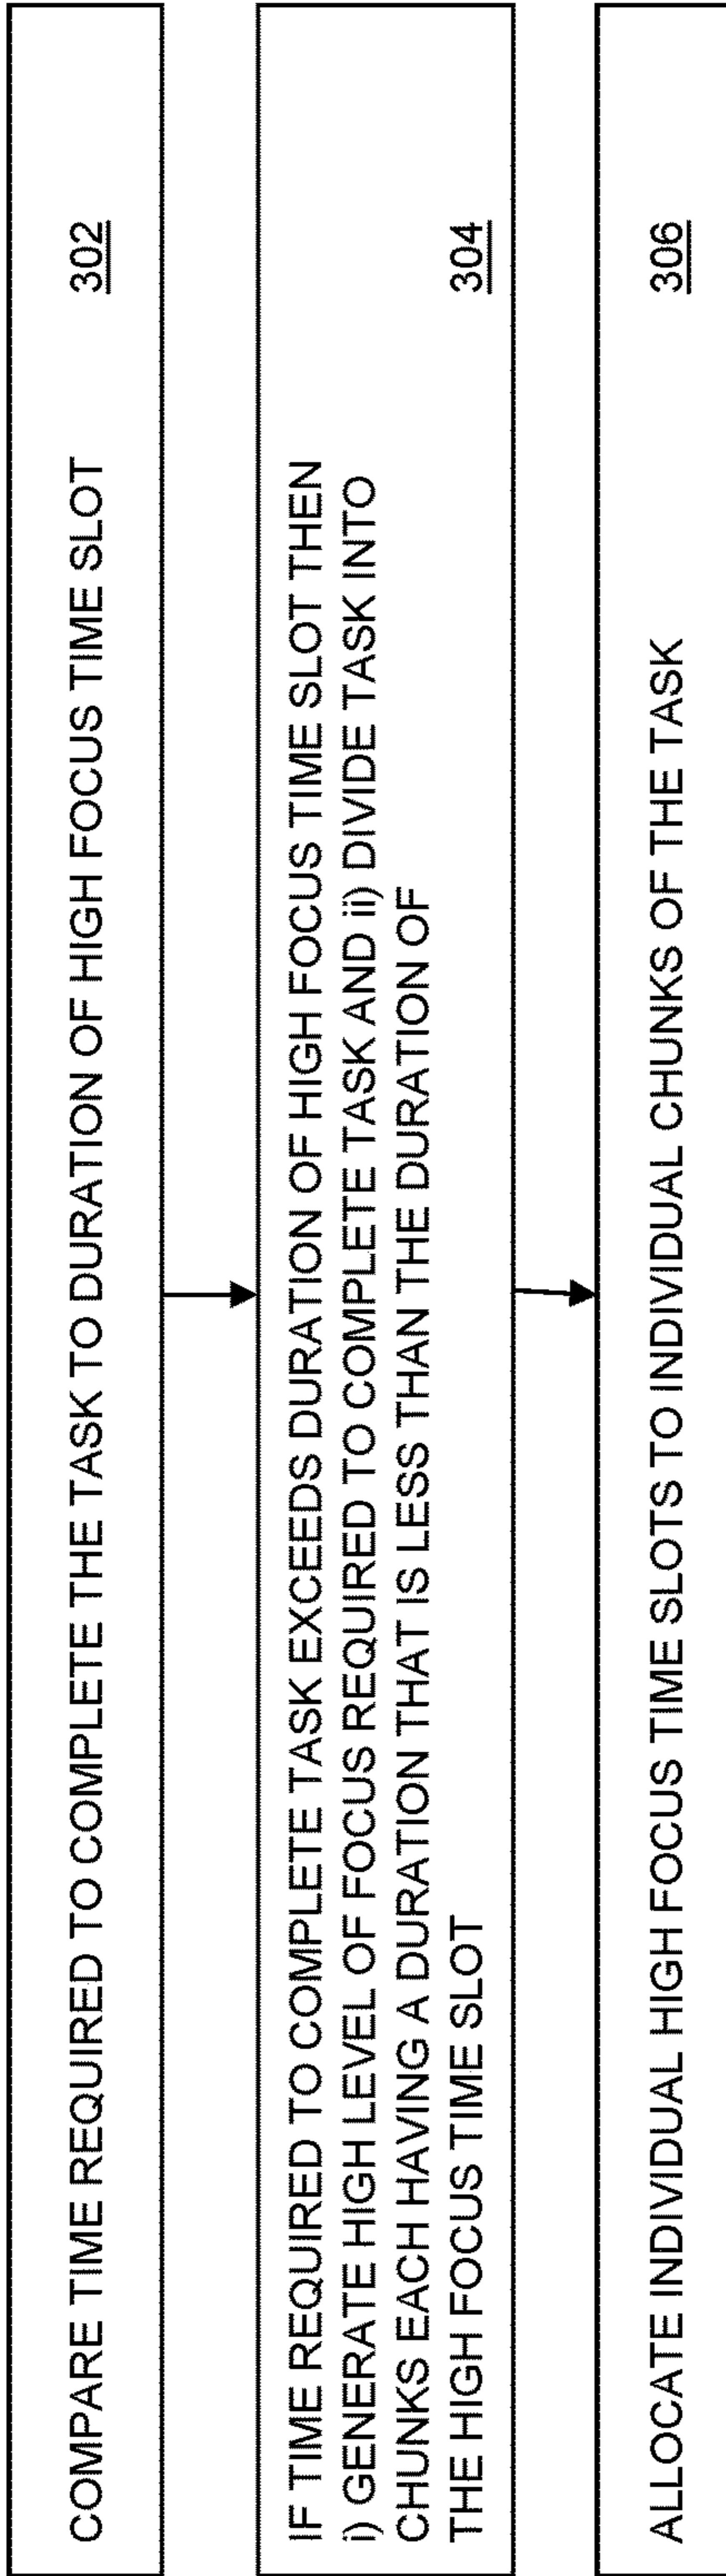 COMPARE TIME REQUIRED TO COMPLETE THE TASK TO DURATION OF HIGH FOCUS TIME SLOT
302
IF TIME REQUIRED TO COMPLETE TASK EXCEEDS DURATION OF HIGH FOCUS TIME SLOT THEN
i) GENERATE HIGH LEVEL OF FOCUS REQUIRED TO COMPLETE TASK AND ii) DIVIDE TASK INTO
CHUNKS EACH HAVING A DURATION THAT IS LESS THAN THE DURATION OF
THE HIGH FOCUS TIME SLOT
304
ALLOCATE INDIVIDUAL HIGH FOCUS TIME SLOTS TO INDIVIDUAL CHUNKS OF THE TASK
306